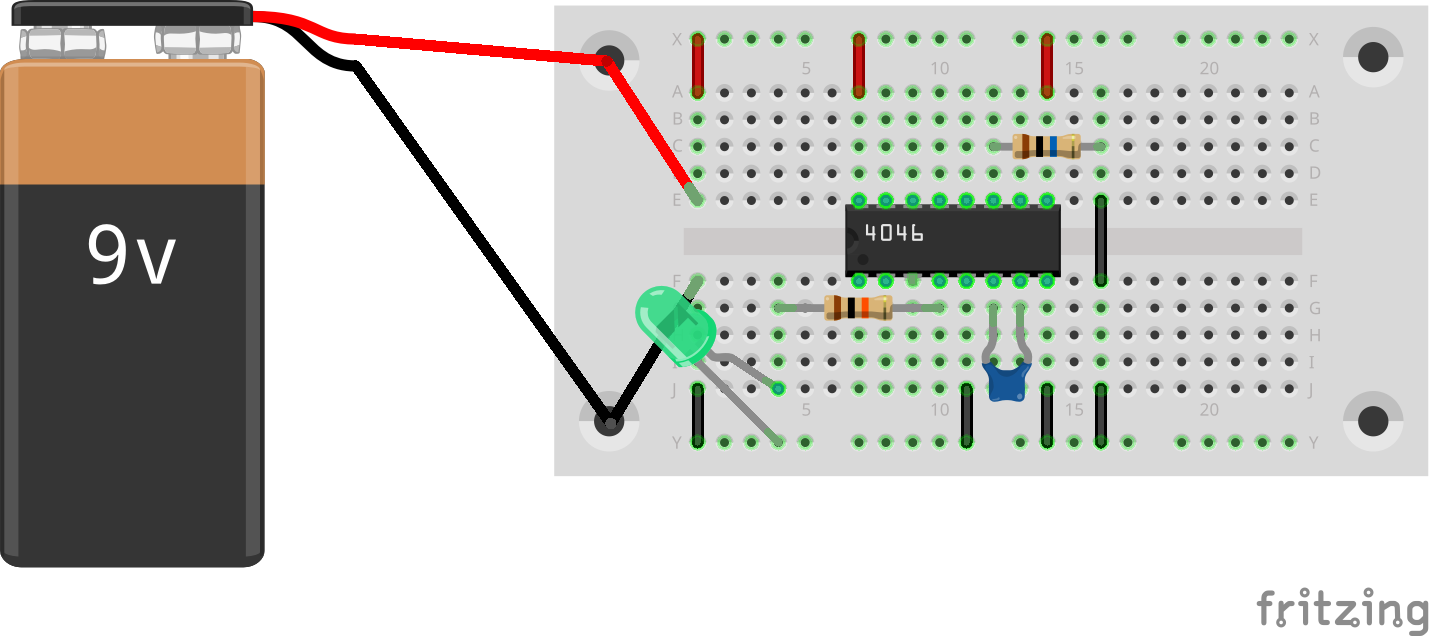 9v
X 5 10 15 20 X
A A
B B
C C
D D
E E
4046
F F
G G
H H
I I
J J
5 10 15 20
Y Y
fritzing